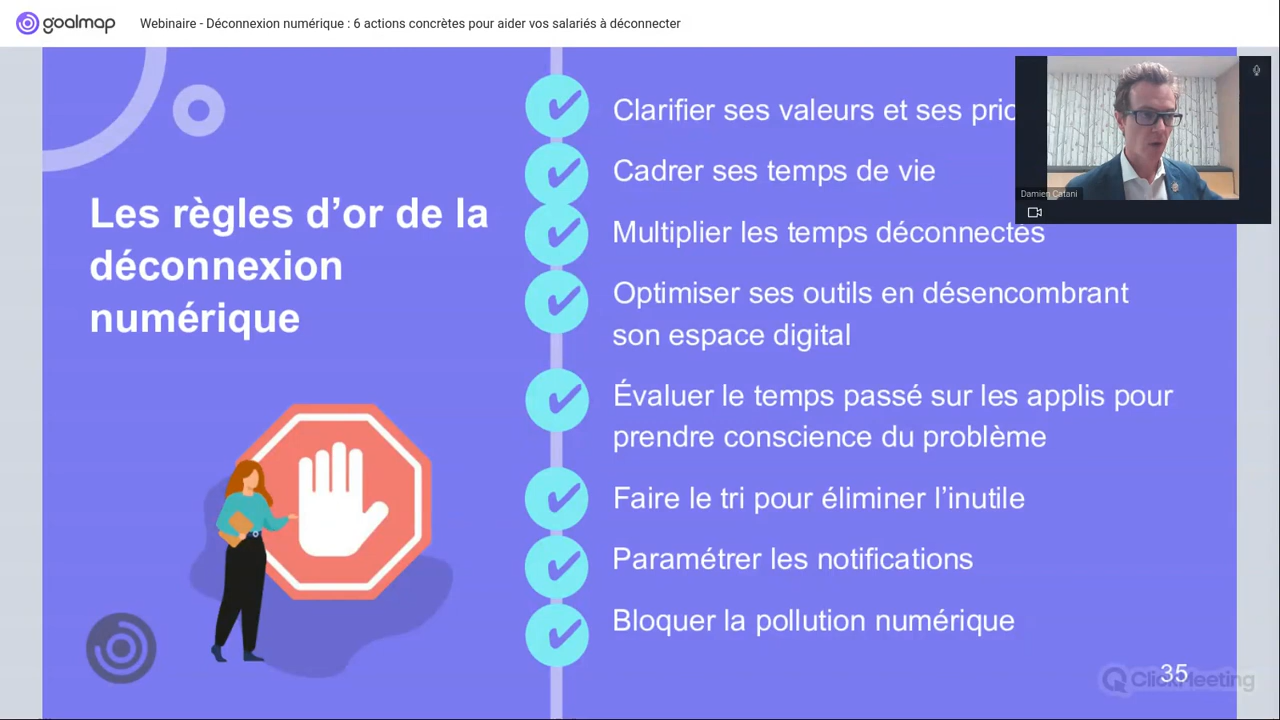 goalmap
Webinaire - Déconnexion numérique : 6 actions concrètes pour aider vos salariés à déconnecter
Les règles d’or de la
déconnexion
numérique
Clarifier ses valeurs et ses
Cadrer ses temps de vie
Multiplier les temps déconnectés
Optimiser ses outils en désencombrant
son espace digital
Évaluer le temps passé sur les applis pour
prendre conscience du problème
Faire le tri pour éliminer l’inutile
Paramétrer les notifications
Bloquer la pollution numérique
Damien Catani
35
ClickMeeting